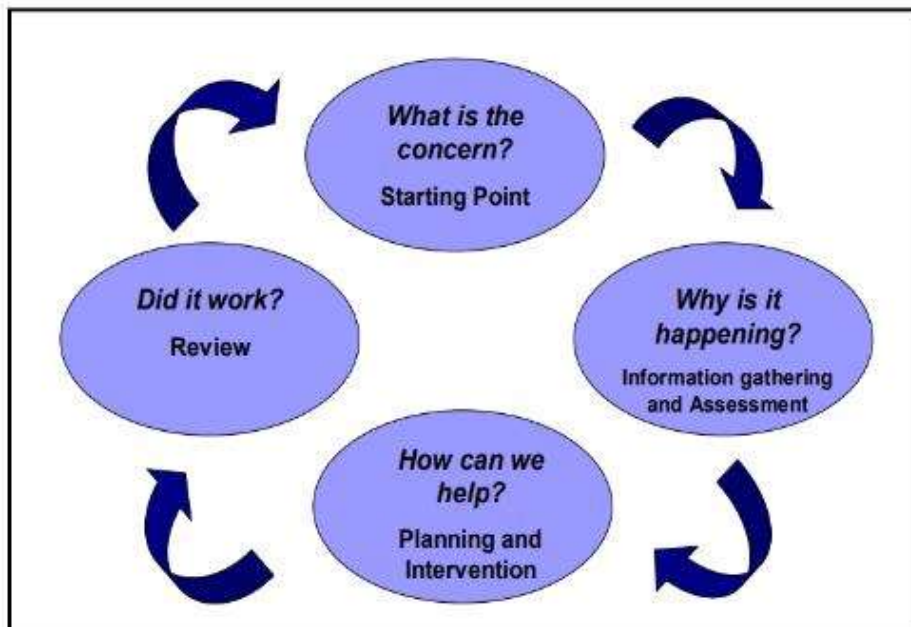 What is the
concern?
Starting Point
Why is it
happening?
Information gathering
and Assessment
How can we
help?
Planning and
Intervention
Did it work?
Review